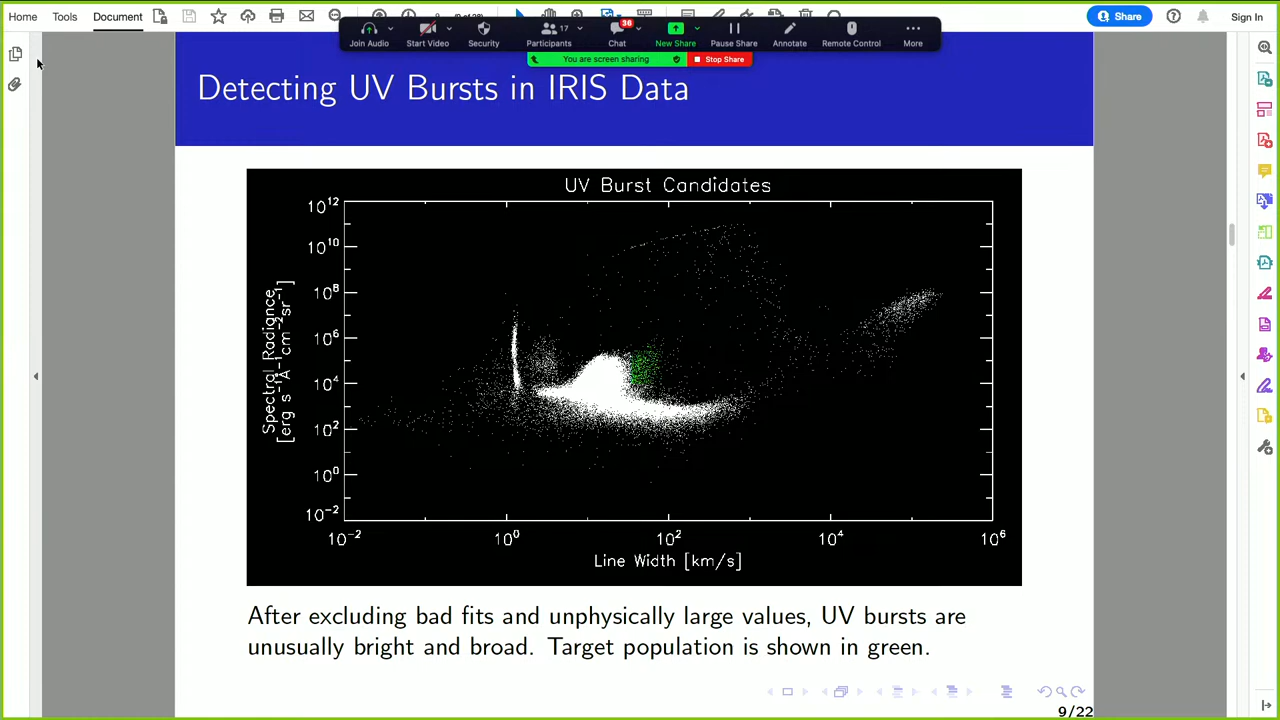 Home Tools Document
Share
Sign In
17
36
Join Audio Start Video Security Participants Chat New Share Pause Share Annotate Remote Control More
You are screen sharing Stop Share
Detecting UV Bursts in IRIS Data
UV Burst Candidates
10^12
10^10
10^8
10^6
10^4
10^2
10^0
10^-2
Spectral Radiance
[erg s^-1 Å^-1 cm^-2 sr^-1]
10^-2 10^0 10^2 10^4 10^6
Line Width [km/s]
After excluding bad fits and unphysically large values, UV bursts are
unusually bright and broad. Target population is shown in green.
9/22